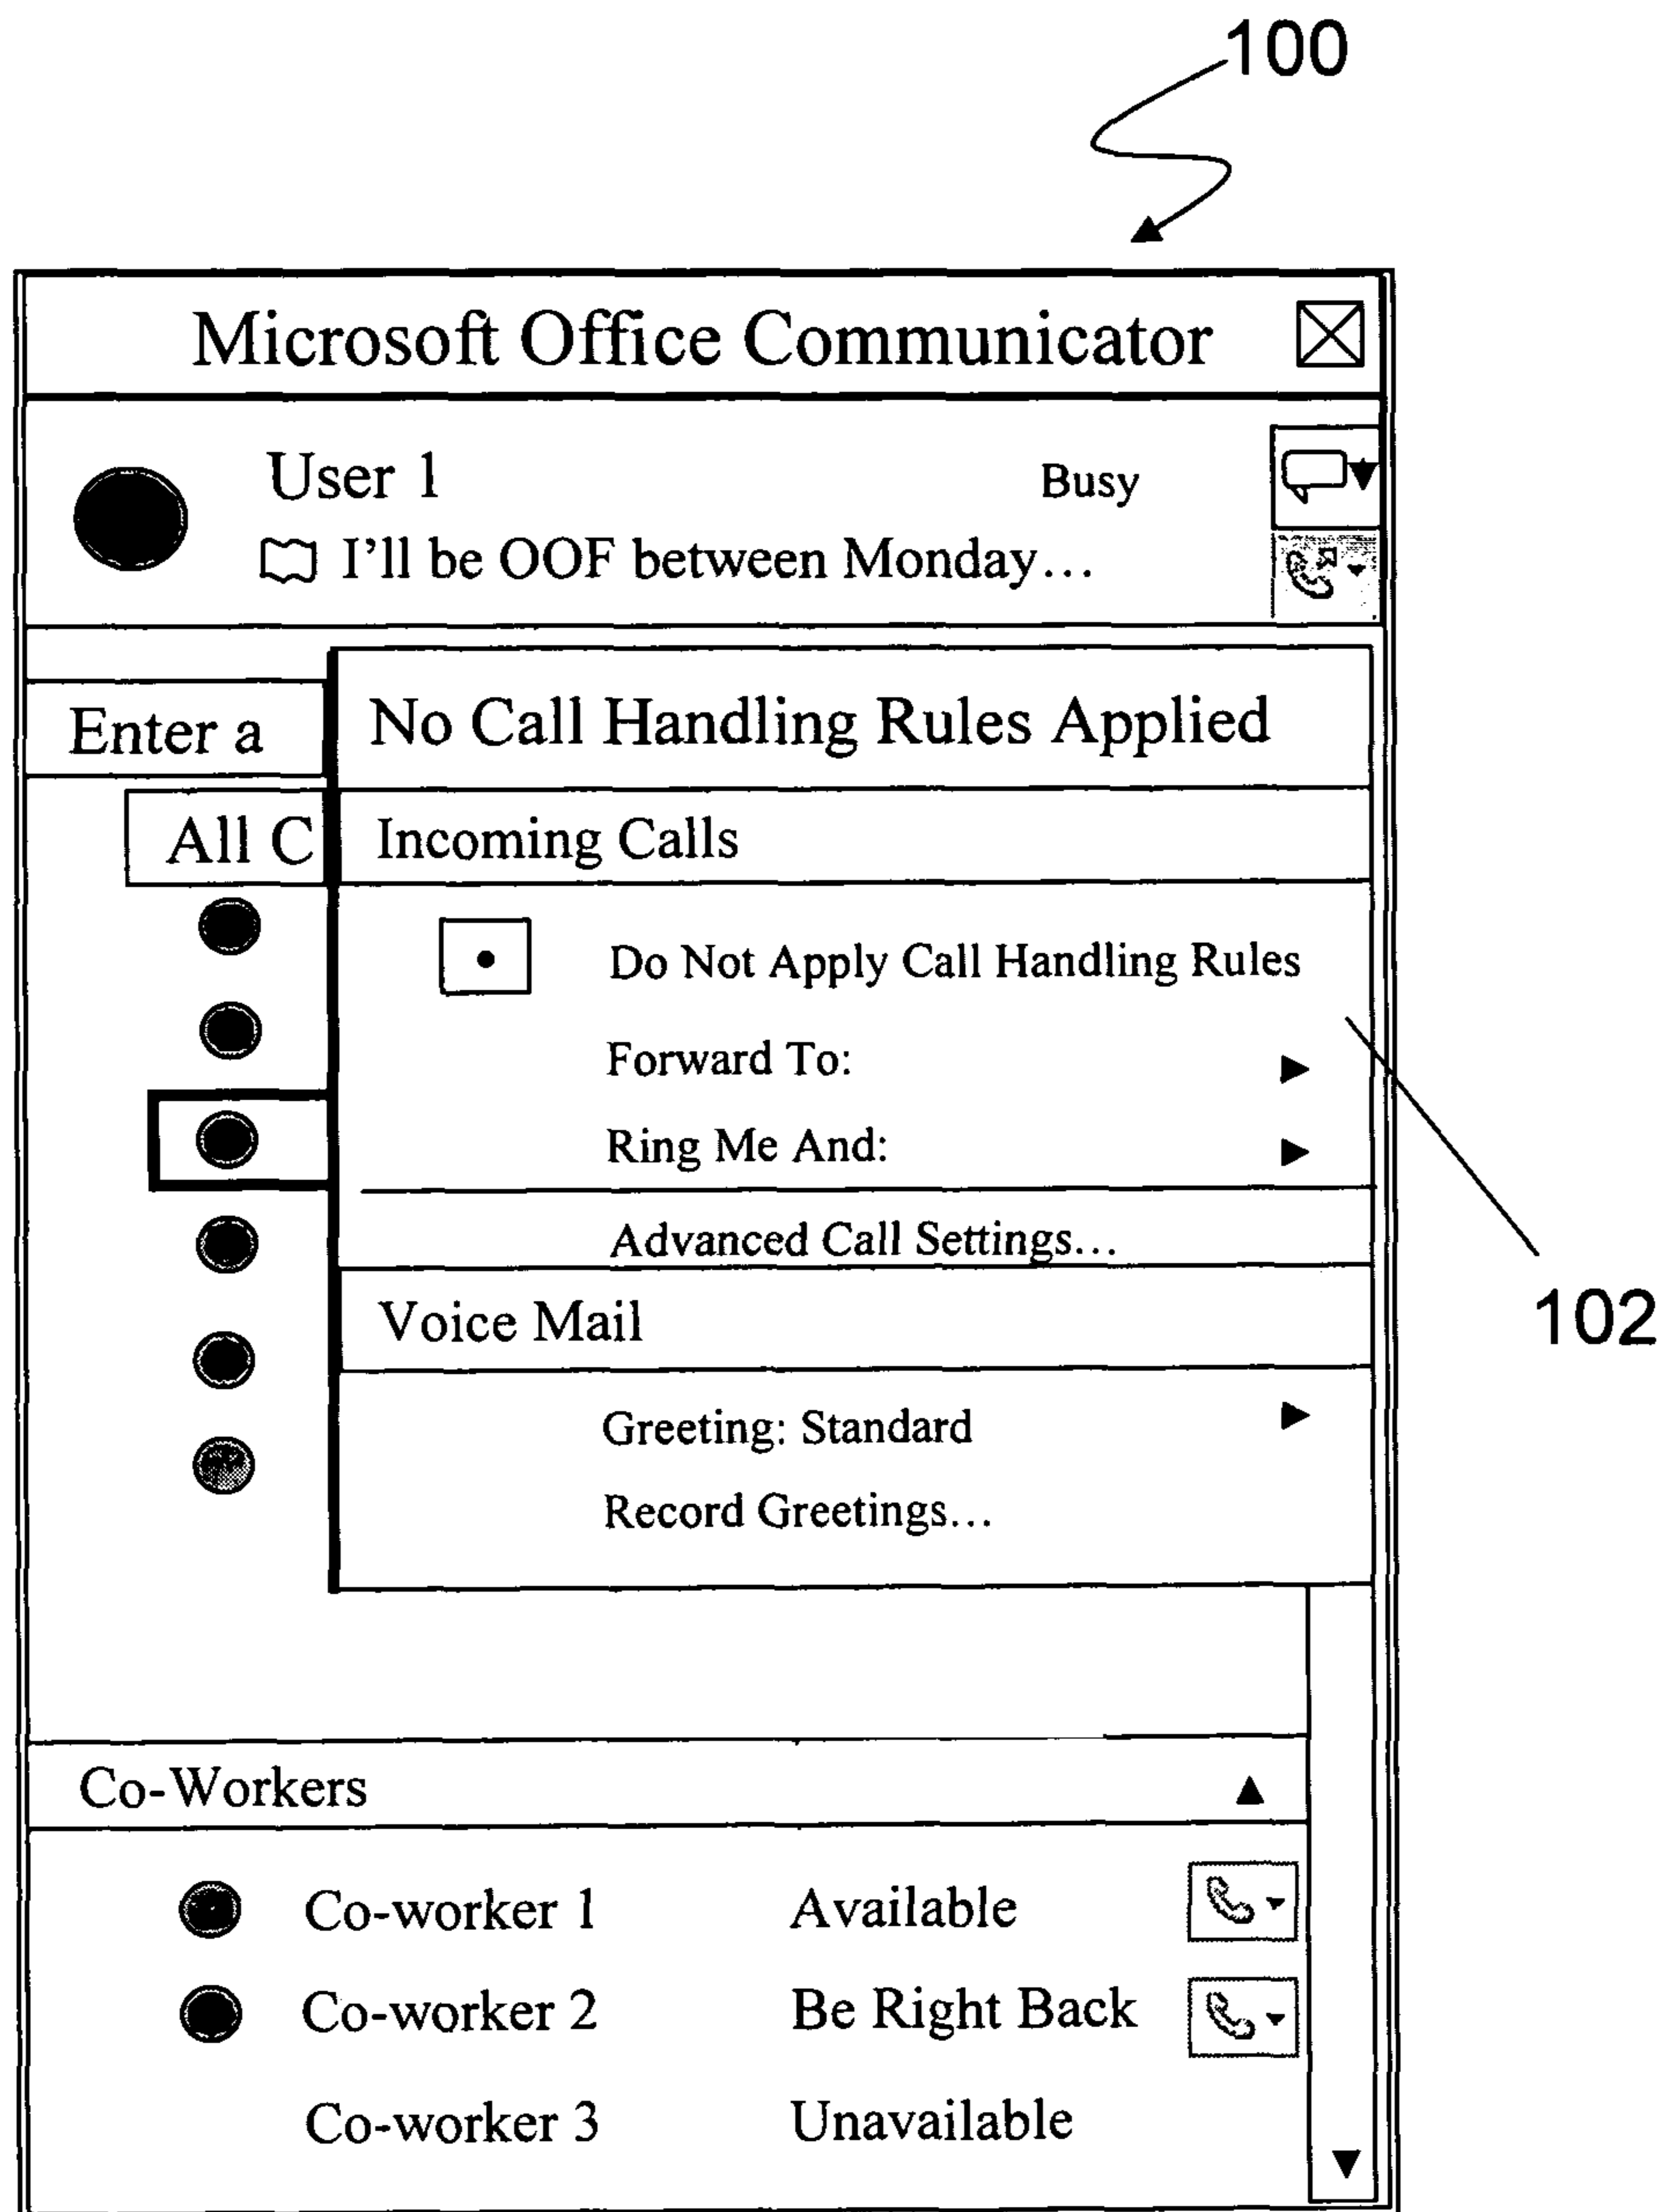 100
Microsoft Office Communicator
User 1 Busy
I'll be OOF between Monday...
Enter a
No Call Handling Rules Applied
All C
Incoming Calls
Do Not Apply Call Handling Rules
Forward To:
Ring Me And:
Advanced Call Settings...
102
Voice Mail
Greeting: Standard
Record Greetings...
Co-Workers
Co-worker 1 Available
Co-worker 2 Be Right Back
Co-worker 3 Unavailable